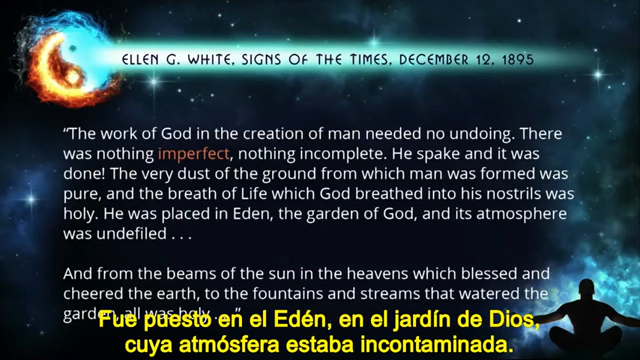 ELLEN G. WHITE, SIGNS OF THE TIMES, DECEMBER 12, 1895
“The work of God in the creation of man needed no undoing. There
was nothing imperfect, nothing incomplete. He spake and it was
done! The very dust of the ground from which man was formed was
pure, and the breath of Life which God breathed into his nostrils was
holy. He was placed in Eden, the garden of God, and its atmosphere
was undefiled . . .
And from the beams of the sun in the heavens which blessed and
cheered the earth, to the fountains and streams that watered the
garden, all was holy . . .”
Fue puesto en el Edén, en el jardín de Dios,
cuya atmósfera estaba incontaminada.